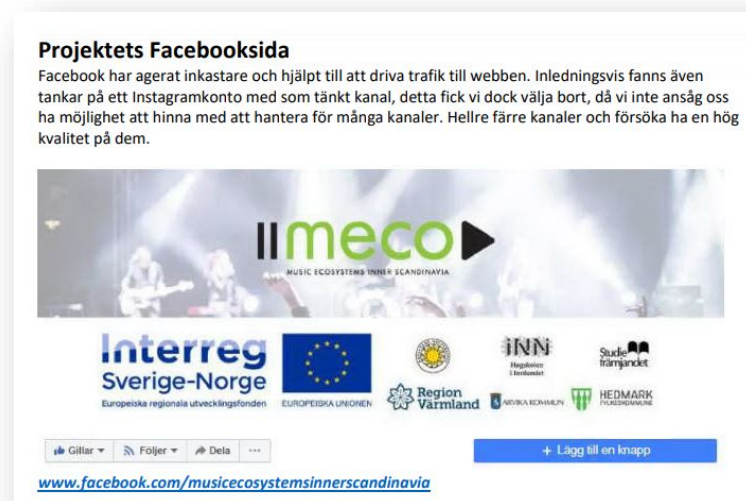 Projektets Facebooksida
Facebook har agerat inkastare och hjälpt till att driva trafik till webben. Inledningsvis fanns även
tankar på ett Instagramkonto med som tänkt kanal, detta fick vi dock välja bort, då vi inte ansåg oss
ha möjlighet att hinna med att hantera för många kanaler. Hellre färre kanaler och försöka ha en hög
kvalitet på dem.
meco
MUSIC ECOSYSTEMS INNER SCANDINAVIA
Interreg
Sverige-Norge
Europeiska regionala utvecklingsfonden
EUROPEISKA UNIONEN
iNN
Høgskolen
i Innlandet
Studie
främjandet
Region
Värmland
ARVIKA KOMMUN
HEDMARK
FYLKESKOMMUNE
Gillar
Följer
Dela
...
+ Lägg till en knapp
www.facebook.com/musicecosystemsinnerscandinavia